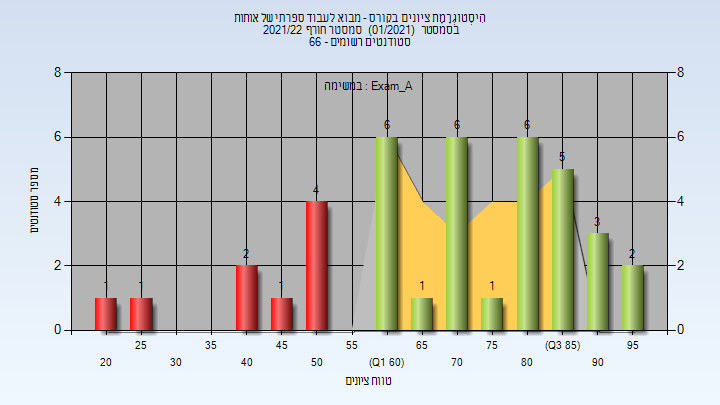 היסטוגרמת ציונים בקורס - מבוא לעבוד ספרתי של אותות
בסמסטר (01/2021) סמסטר חורף 2021/22
סטודנטים רשומים - 66
במשימה : Exam_A
8 8
6 6
4 4
2 2
0 0
מספר סטודנטים
1 1 2 1 4 6 1 6 1 6 5 3 2
25 35 45 55 65 75 (Q3 85) 95
20 30 40 50 (Q1 60) 70 80 90
טווח ציונים